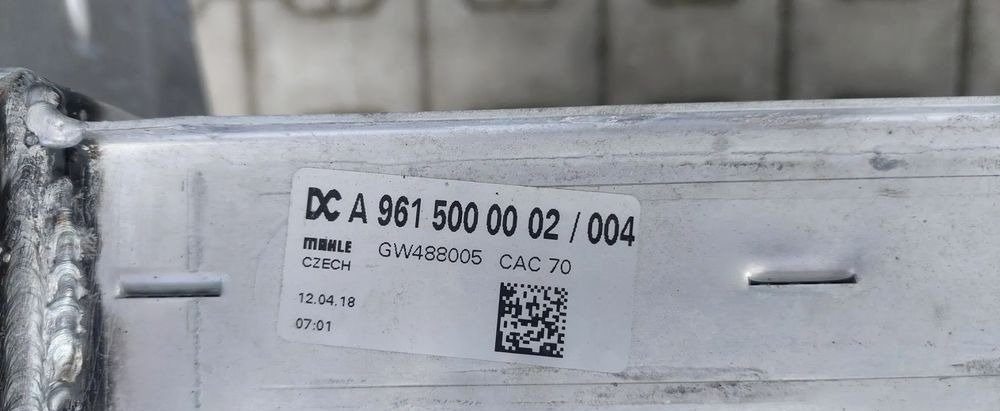 DC A 961 500 00 02 / 004
MAHLE GW488005 CAC 70
CZECH
12.04.18
07:01